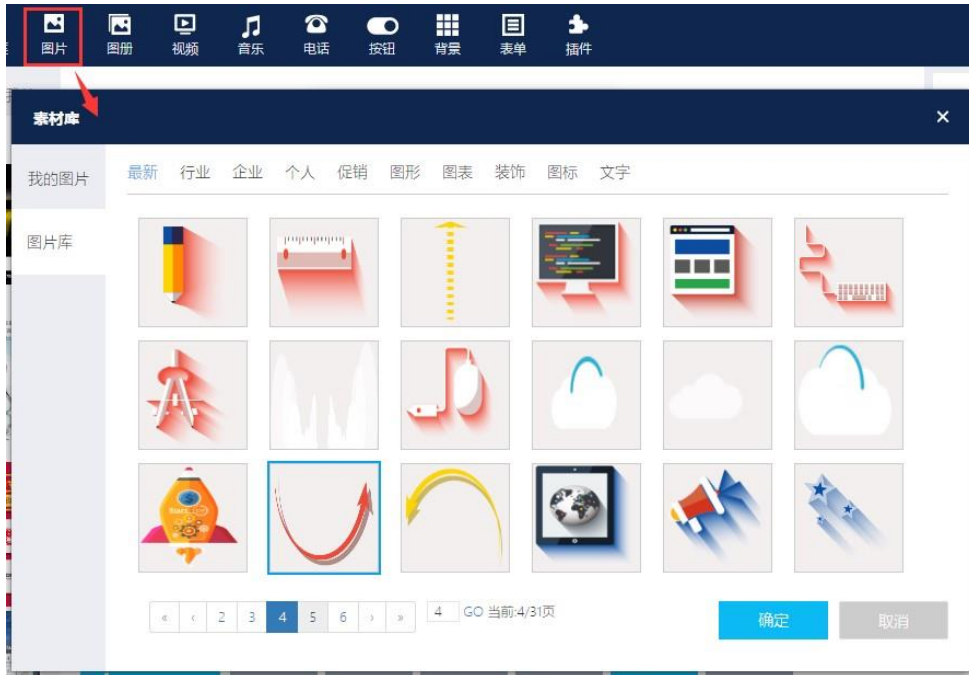 图片 图册 视频 音乐 电话 按钮 背景 表单 插件
素材库 ×
我的图片
最新 行业 企业 个人 促销 图形 图表 装饰 图标 文字
图片库
« ‹ 2 3 4 5 6 › » 4 GO 当前:4/31页
确定 取消